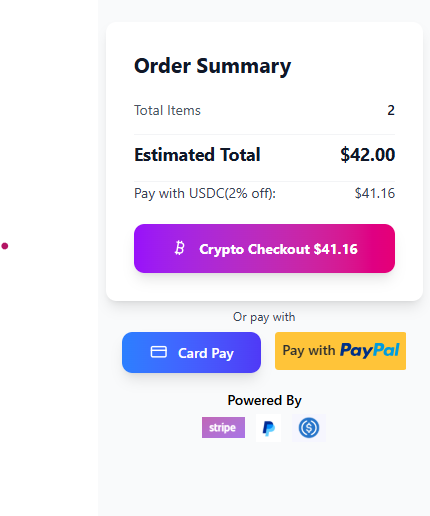 Order Summary
Total Items 2
Estimated Total $42.00
Pay with USDC(2% off): $41.16
Crypto Checkout $41.16
Or pay with
Card Pay
Pay with PayPal
Powered By
stripe